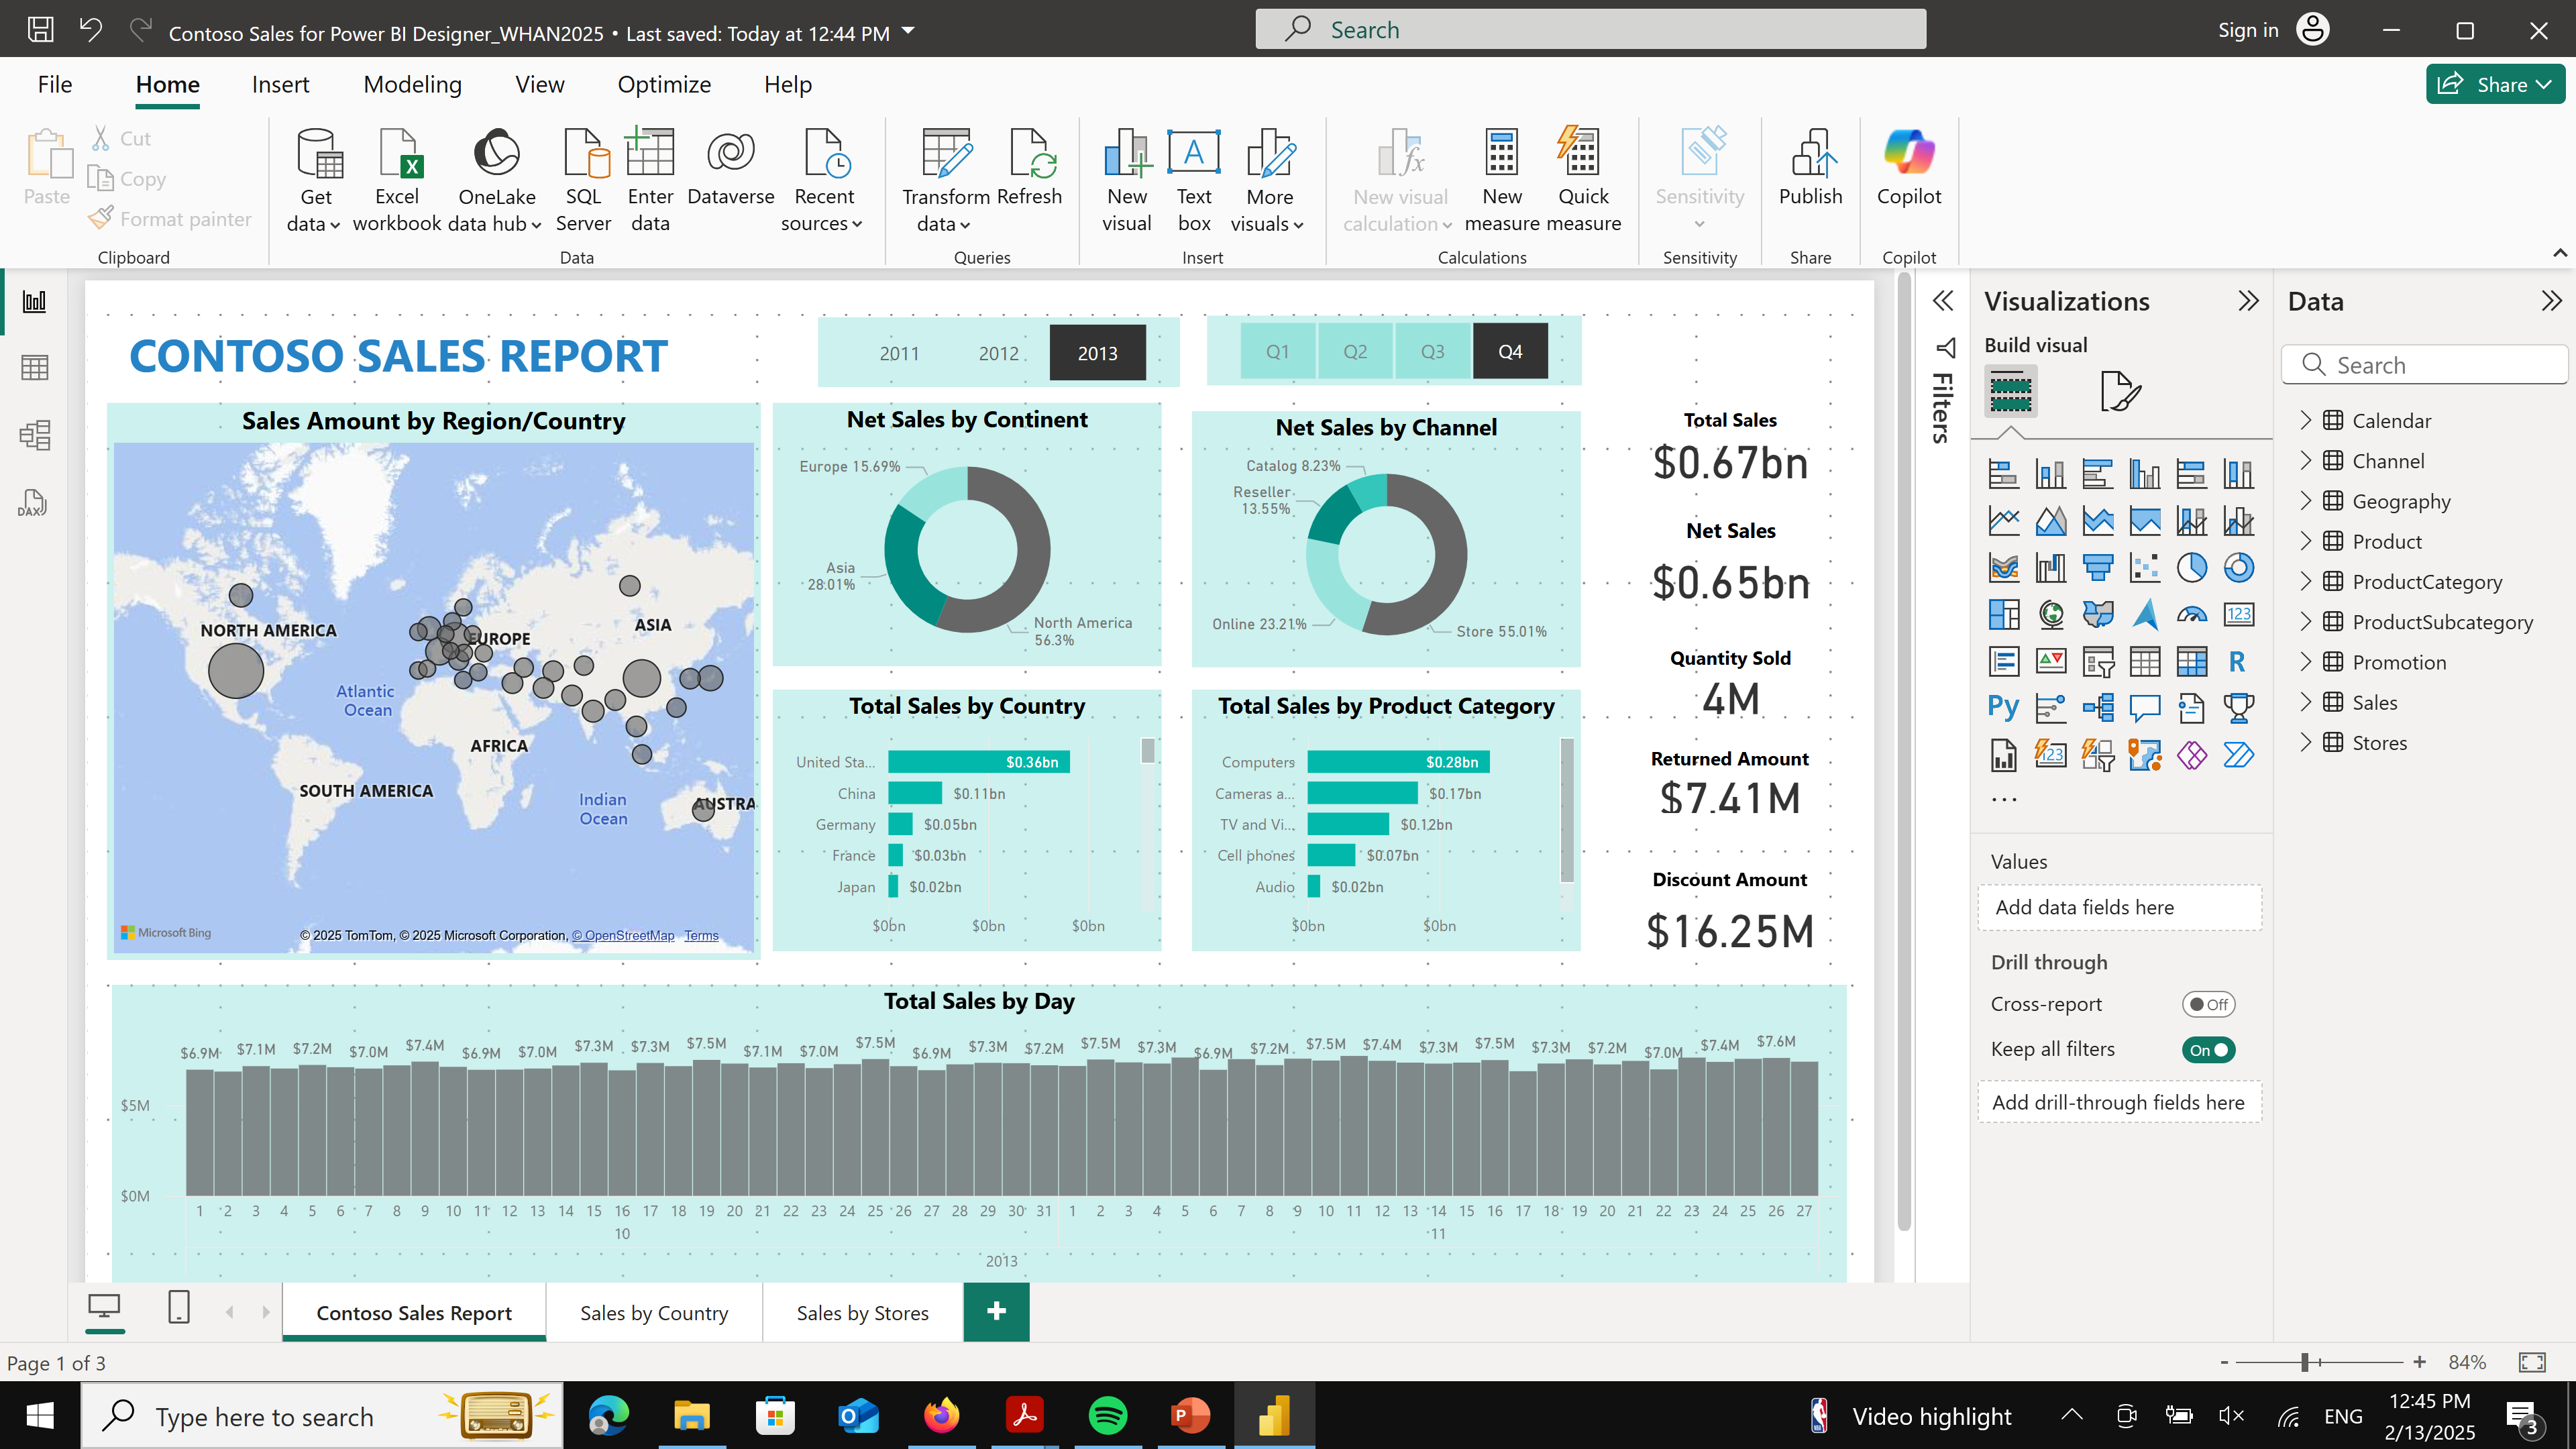 Contoso Sales for Power BI Designer_WHAN2025 • Last saved: Today at 12:44 PM
Search
Sign in
File Home Insert Modeling View Optimize Help
Share
Paste
Cut
Copy
Format painter
Clipboard
Get data
Excel workbook
OneLake data hub
SQL Server
Enter data
Dataverse
Recent sources
Data
Transform data
Refresh
Queries
New visual
Text box
More visuals
Insert
New visual calculation
New measure
Quick measure
Calculations
Sensitivity
Sensitivity
Publish
Share
Copilot
Copilot
CONTOSO SALES REPORT
2011 2012 2013
Q1 Q2 Q3 Q4
Sales Amount by Region/Country
NORTH AMERICA
EUROPE
ASIA
Atlantic
Ocean
AFRICA
SOUTH AMERICA
Indian
Ocean
AUSTRA
Microsoft Bing
© 2025 TomTom, © 2025 Microsoft Corporation, © OpenStreetMap Terms
Net Sales by Continent
Europe 15.69%
Asia
28.01%
North America
56.3%
Net Sales by Channel
Catalog 8.23%
Reseller
13.55%
Online 23.21%
Store 55.01%
Total Sales
$0.67bn
Net Sales
$0.65bn
Quantity Sold
4M
Returned Amount
$7.41M
Discount Amount
$16.25M
Total Sales by Country
United Sta... $0.36bn
China $0.11bn
Germany $0.05bn
France $0.03bn
Japan $0.02bn
$0bn $0bn $0bn
Total Sales by Product Category
Computers $0.28bn
Cameras a... $0.17bn
TV and Vi... $0.12bn
Cell phones $0.07bn
Audio $0.02bn
$0bn $0bn
Total Sales by Day
$6.9M $7.1M $7.2M $7.0M $7.4M $6.9M $7.0M $7.3M $7.3M $7.5M $7.1M $7.0M $7.5M $6.9M $7.3M $7.2M $7.5M $7.3M $6.9M $7.2M $7.5M $7.4M $7.3M $7.5M $7.3M $7.2M $7.0M $7.4M $7.6M
$5M
$0M
1 2 3 4 5 6 7 8 9 10 11 12 13 14 15 16 17 18 19 20 21 22 23 24 25 26 27 28 29 30 31 1 2 3 4 5 6 7 8 9 10 11 12 13 14 15 16 17 18 19 20 21 22 23 24 25 26 27
10 11
2013
Filters
Visualizations
Build visual
123
R
Py
123
...
Values
Add data fields here
Drill through
Cross-report Off
Keep all filters On
Add drill-through fields here
Data
Search
Calendar
Channel
Geography
Product
ProductCategory
ProductSubcategory
Promotion
Sales
Stores
DAX
Contoso Sales Report Sales by Country Sales by Stores +
Page 1 of 3
- + 84%
Type here to search
Video highlight
ENG
12:45 PM
2/13/2025
3